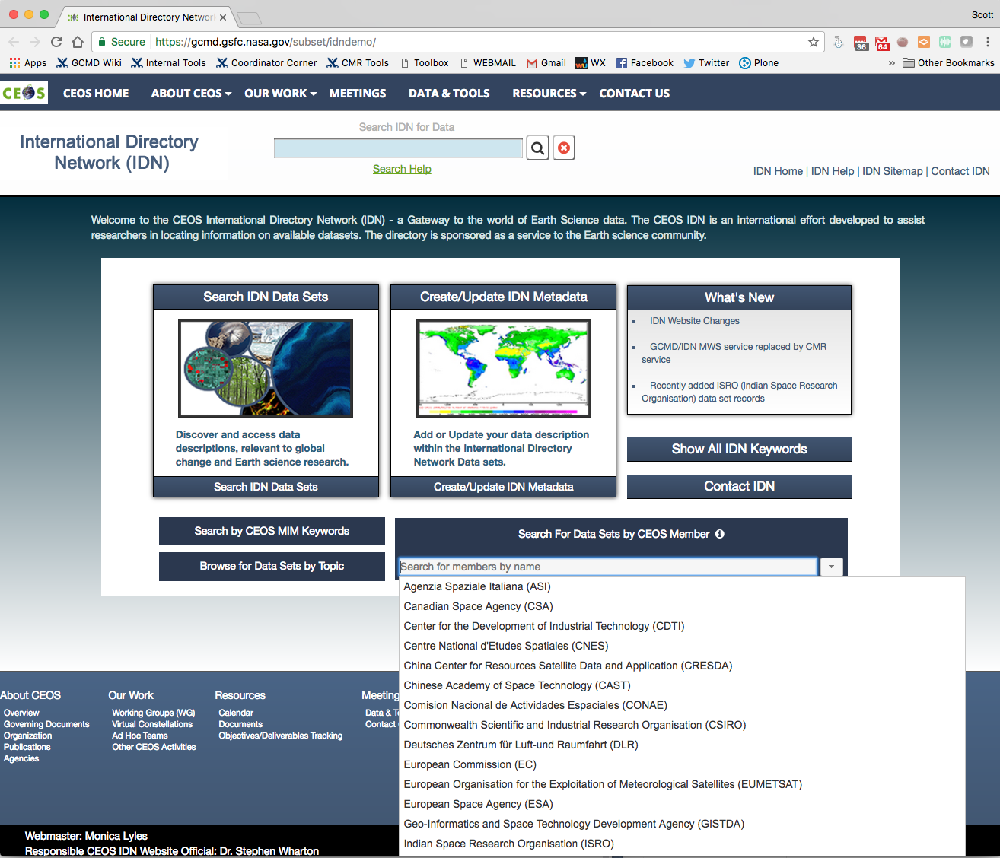 International Directory Networ
Scott
Secure
https://gcmd.gsfc.nasa.gov/subset/idndemo/
36
64
Apps
GCMD Wiki
Internal Tools
Coordinator Corner
CMR Tools
Toolbox
WEBMAIL
Gmail
WX
Facebook
Twitter
Plone
»
Other Bookmarks
CEOS
CEOS HOME
ABOUT CEOS
OUR WORK
MEETINGS
DATA & TOOLS
RESOURCES
CONTACT US
International Directory
Network (IDN)
Search IDN for Data
Search Help
IDN Home | IDN Help | IDN Sitemap | Contact IDN
Welcome to the CEOS International Directory Network (IDN) - a Gateway to the world of Earth Science data. The CEOS IDN is an international effort developed to assist
researchers in locating information on available datasets. The directory is sponsored as a service to the Earth science community.
Search IDN Data Sets
Discover and access data
descriptions, relevant to global
change and Earth science research.
Search IDN Data Sets
Create/Update IDN Metadata
Add or Update your data description
within the International Directory
Network Data sets.
Create/Update IDN Metadata
What's New
IDN Website Changes
GCMD/IDN MWS service replaced by CMR
service
Recently added ISRO (Indian Space Research
Organisation) data set records
Show All IDN Keywords
Contact IDN
Search by CEOS MIM Keywords
Browse for Data Sets by Topic
Search For Data Sets by CEOS Member
Search for members by name
Agenzia Spaziale Italiana (ASI)
Canadian Space Agency (CSA)
Center for the Development of Industrial Technology (CDTI)
Centre National d'Etudes Spatiales (CNES)
China Center for Resources Satellite Data and Application (CRESDA)
Chinese Academy of Space Technology (CAST)
Comision Nacional de Actividades Espaciales (CONAE)
Commonwealth Scientific and Industrial Research Organisation (CSIRO)
Deutsches Zentrum für Luft-und Raumfahrt (DLR)
European Commission (EC)
European Organisation for the Exploitation of Meteorological Satellites (EUMETSAT)
European Space Agency (ESA)
Geo-Informatics and Space Technology Development Agency (GISTDA)
Indian Space Research Organisation (ISRO)
About CEOS
Overview
Governing Documents
Organization
Publications
Agencies
Our Work
Working Groups (WG)
Virtual Constellations
Ad Hoc Teams
Other CEOS Activities
Resources
Calendar
Documents
Objectives/Deliverables Tracking
Meeting
Data & T
Contact
Webmaster: Monica Lyles
Responsible CEOS IDN Website Official: Dr. Stephen Wharton